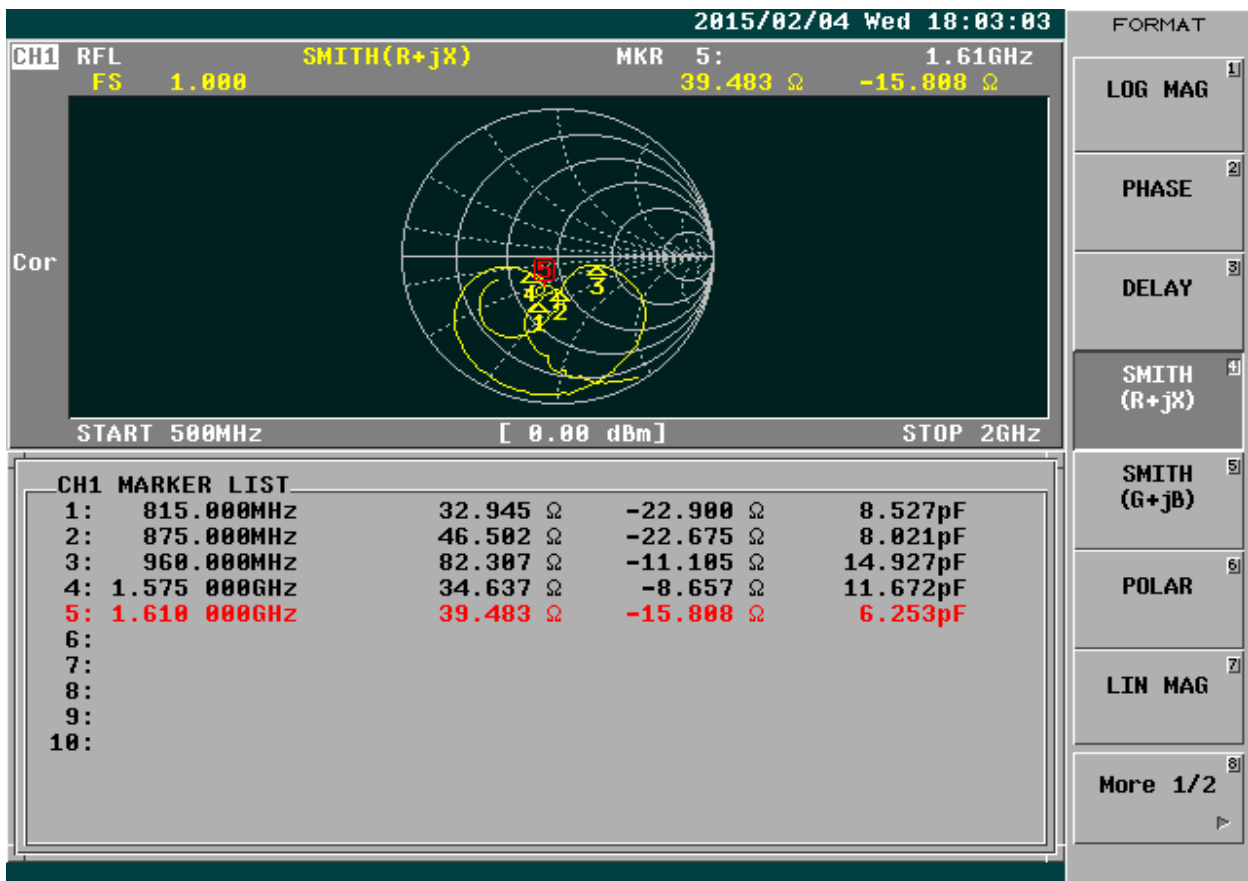 2015/02/04 Wed 18:03:03
CH1 RFL SMITH(R+jX) MKR 5: 1.61GHz
FS 1.000 39.483 Ω -15.808 Ω
Cor
5
4
3
2
1
START 500MHz [ 0.00 dBm] STOP 2GHz
CH1 MARKER LIST
1: 815.000MHz 32.945 Ω -22.900 Ω 8.527pF
2: 875.000MHz 46.502 Ω -22.675 Ω 8.021pF
3: 960.000MHz 82.307 Ω -11.105 Ω 14.927pF
4: 1.575 000GHz 34.637 Ω -8.657 Ω 11.672pF
5: 1.610 000GHz 39.483 Ω -15.808 Ω 6.253pF
6:
7:
8:
9:
10:
FORMAT
1
LOG MAG
2
PHASE
3
DELAY
4
SMITH
(R+jX)
5
SMITH
(G+jB)
6
POLAR
7
LIN MAG
8
More 1/2